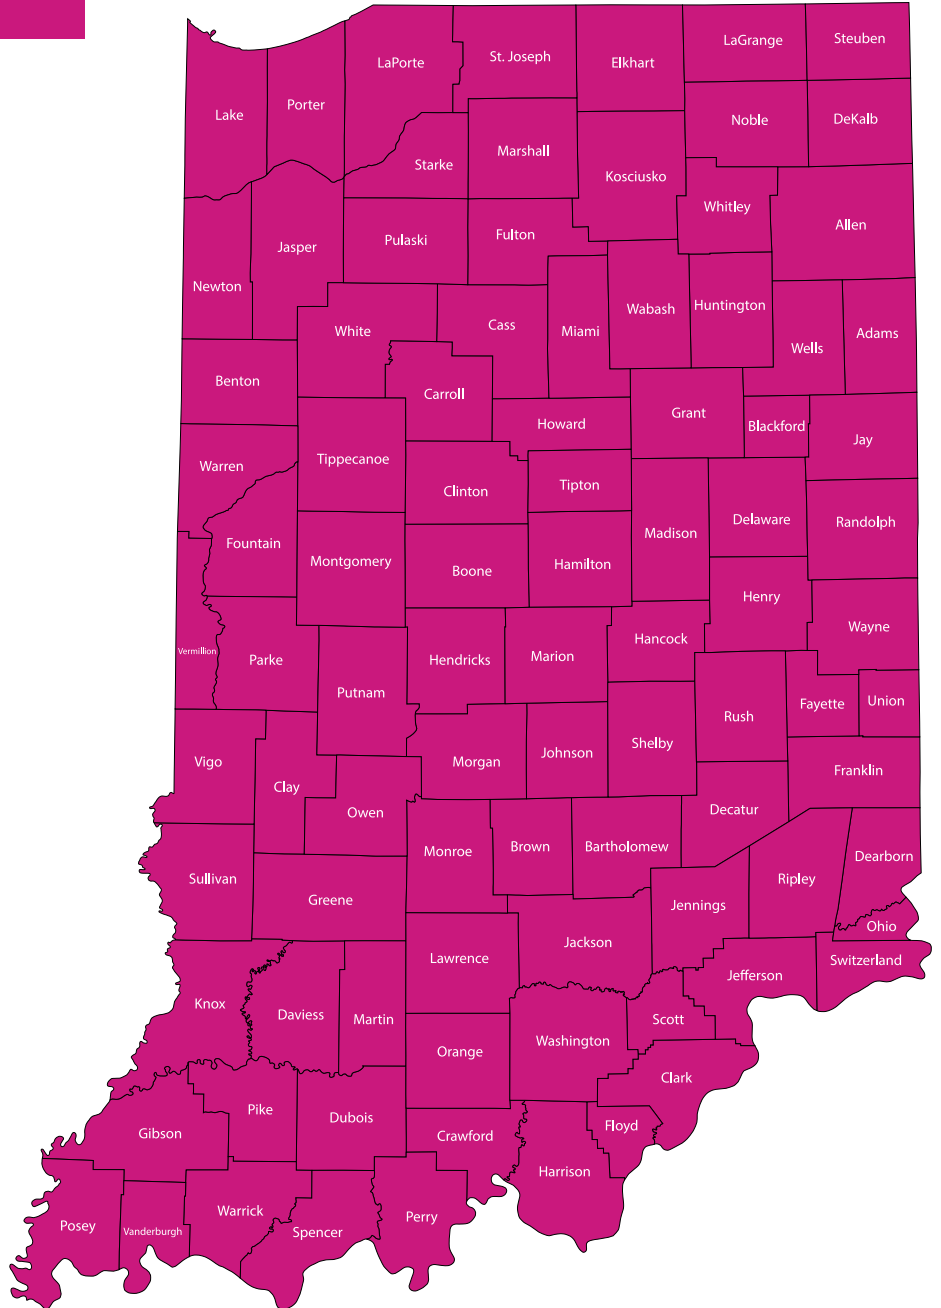 Steuben
LaGrange
St. Joseph
LaPorte
Elkhart
Porter
Lake
Noble
DeKalb
Marshall
Starke
Kosciusko
Whitley
Allen
Fulton
Pulaski
Jasper
Newton
Wabash
Huntington
Cass
Miami
White
Adams
Wells
Benton
Carroll
Grant
Howard
Blackford
Jay
Tippecanoe
Warren
Tipton
Clinton
Delaware
Randolph
Madison
Fountain
Montgomery
Hamilton
Boone
Henry
Wayne
Hancock
Vermillion
Marion
Hendricks
Parke
Putnam
Union
Fayette
Rush
Shelby
Johnson
Morgan
Vigo
Franklin
Clay
Decatur
Owen
Brown
Bartholomew
Monroe
Dearborn
Sullivan
Ripley
Greene
Jennings
Ohio
Jackson
Lawrence
Switzerland
Jefferson
Knox
Daviess
Martin
Scott
Washington
Orange
Clark
Pike
Dubois
Floyd
Gibson
Crawford
Harrison
Warrick
Perry
Posey
Vanderburgh
Spencer